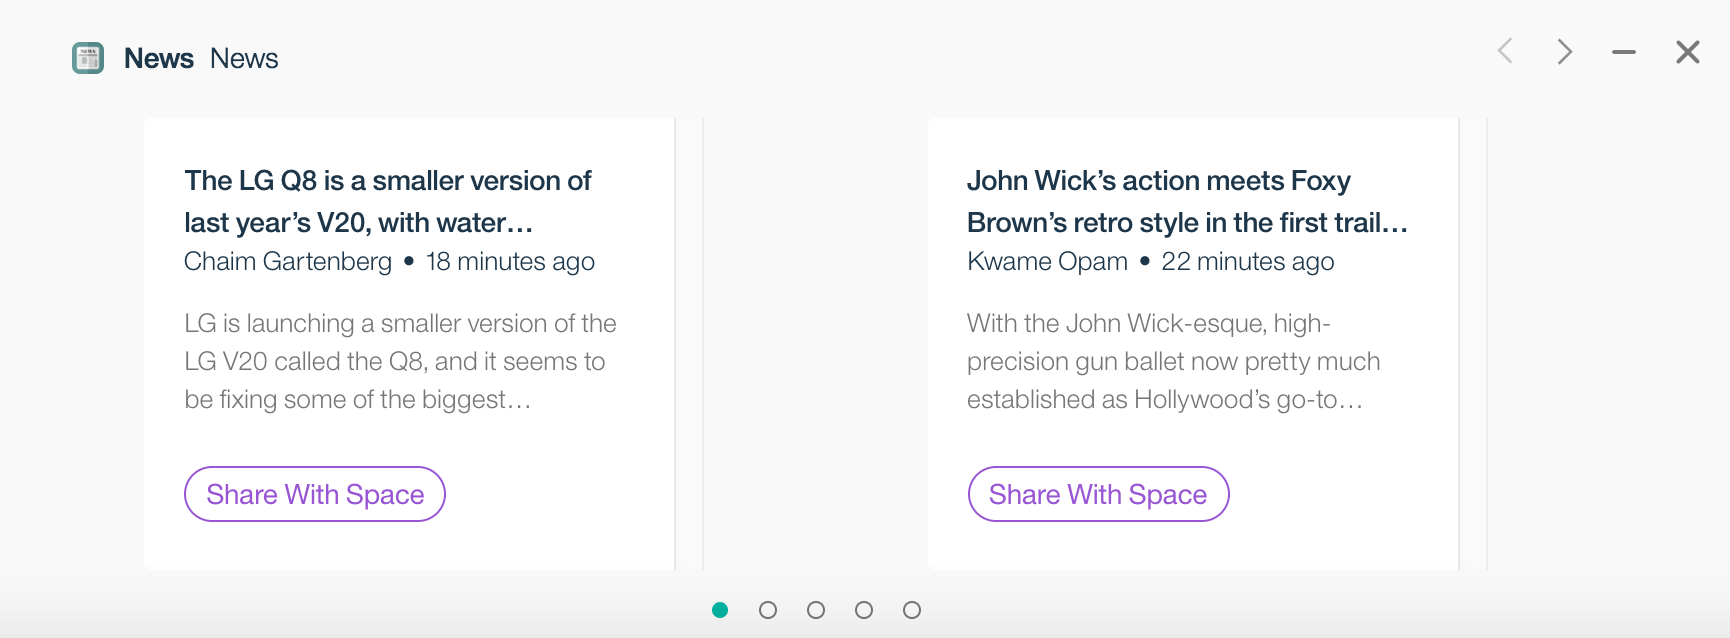 News News
The LG Q8 is a smaller version of
last year’s V20, with water...
Chaim Gartenberg • 18 minutes ago
LG is launching a smaller version of the
LG V20 called the Q8, and it seems to
be fixing some of the biggest...
Share With Space
John Wick’s action meets Foxy
Brown’s retro style in the first trail...
Kwame Opam • 22 minutes ago
With the John Wick-esque, high-
precision gun ballet now pretty much
established as Hollywood’s go-to...
Share With Space